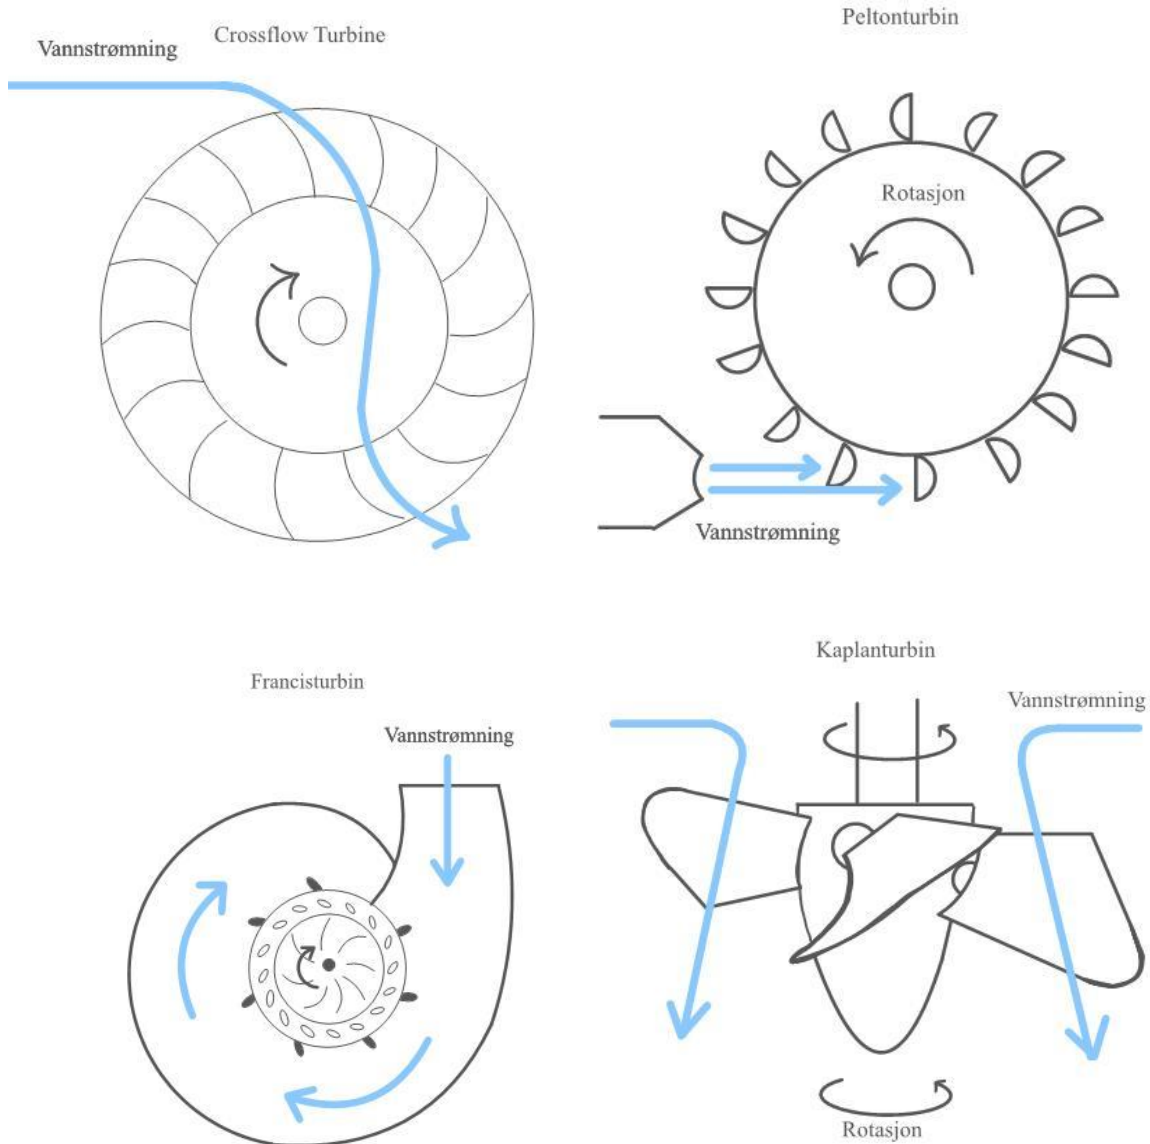 Crossflow Turbine
Vannstrømning
Peltonturbin
Rotasjon
Vannstrømning
Francisturbin
Vannstrømning
Kaplanturbin
Vannstrømning
Rotasjon